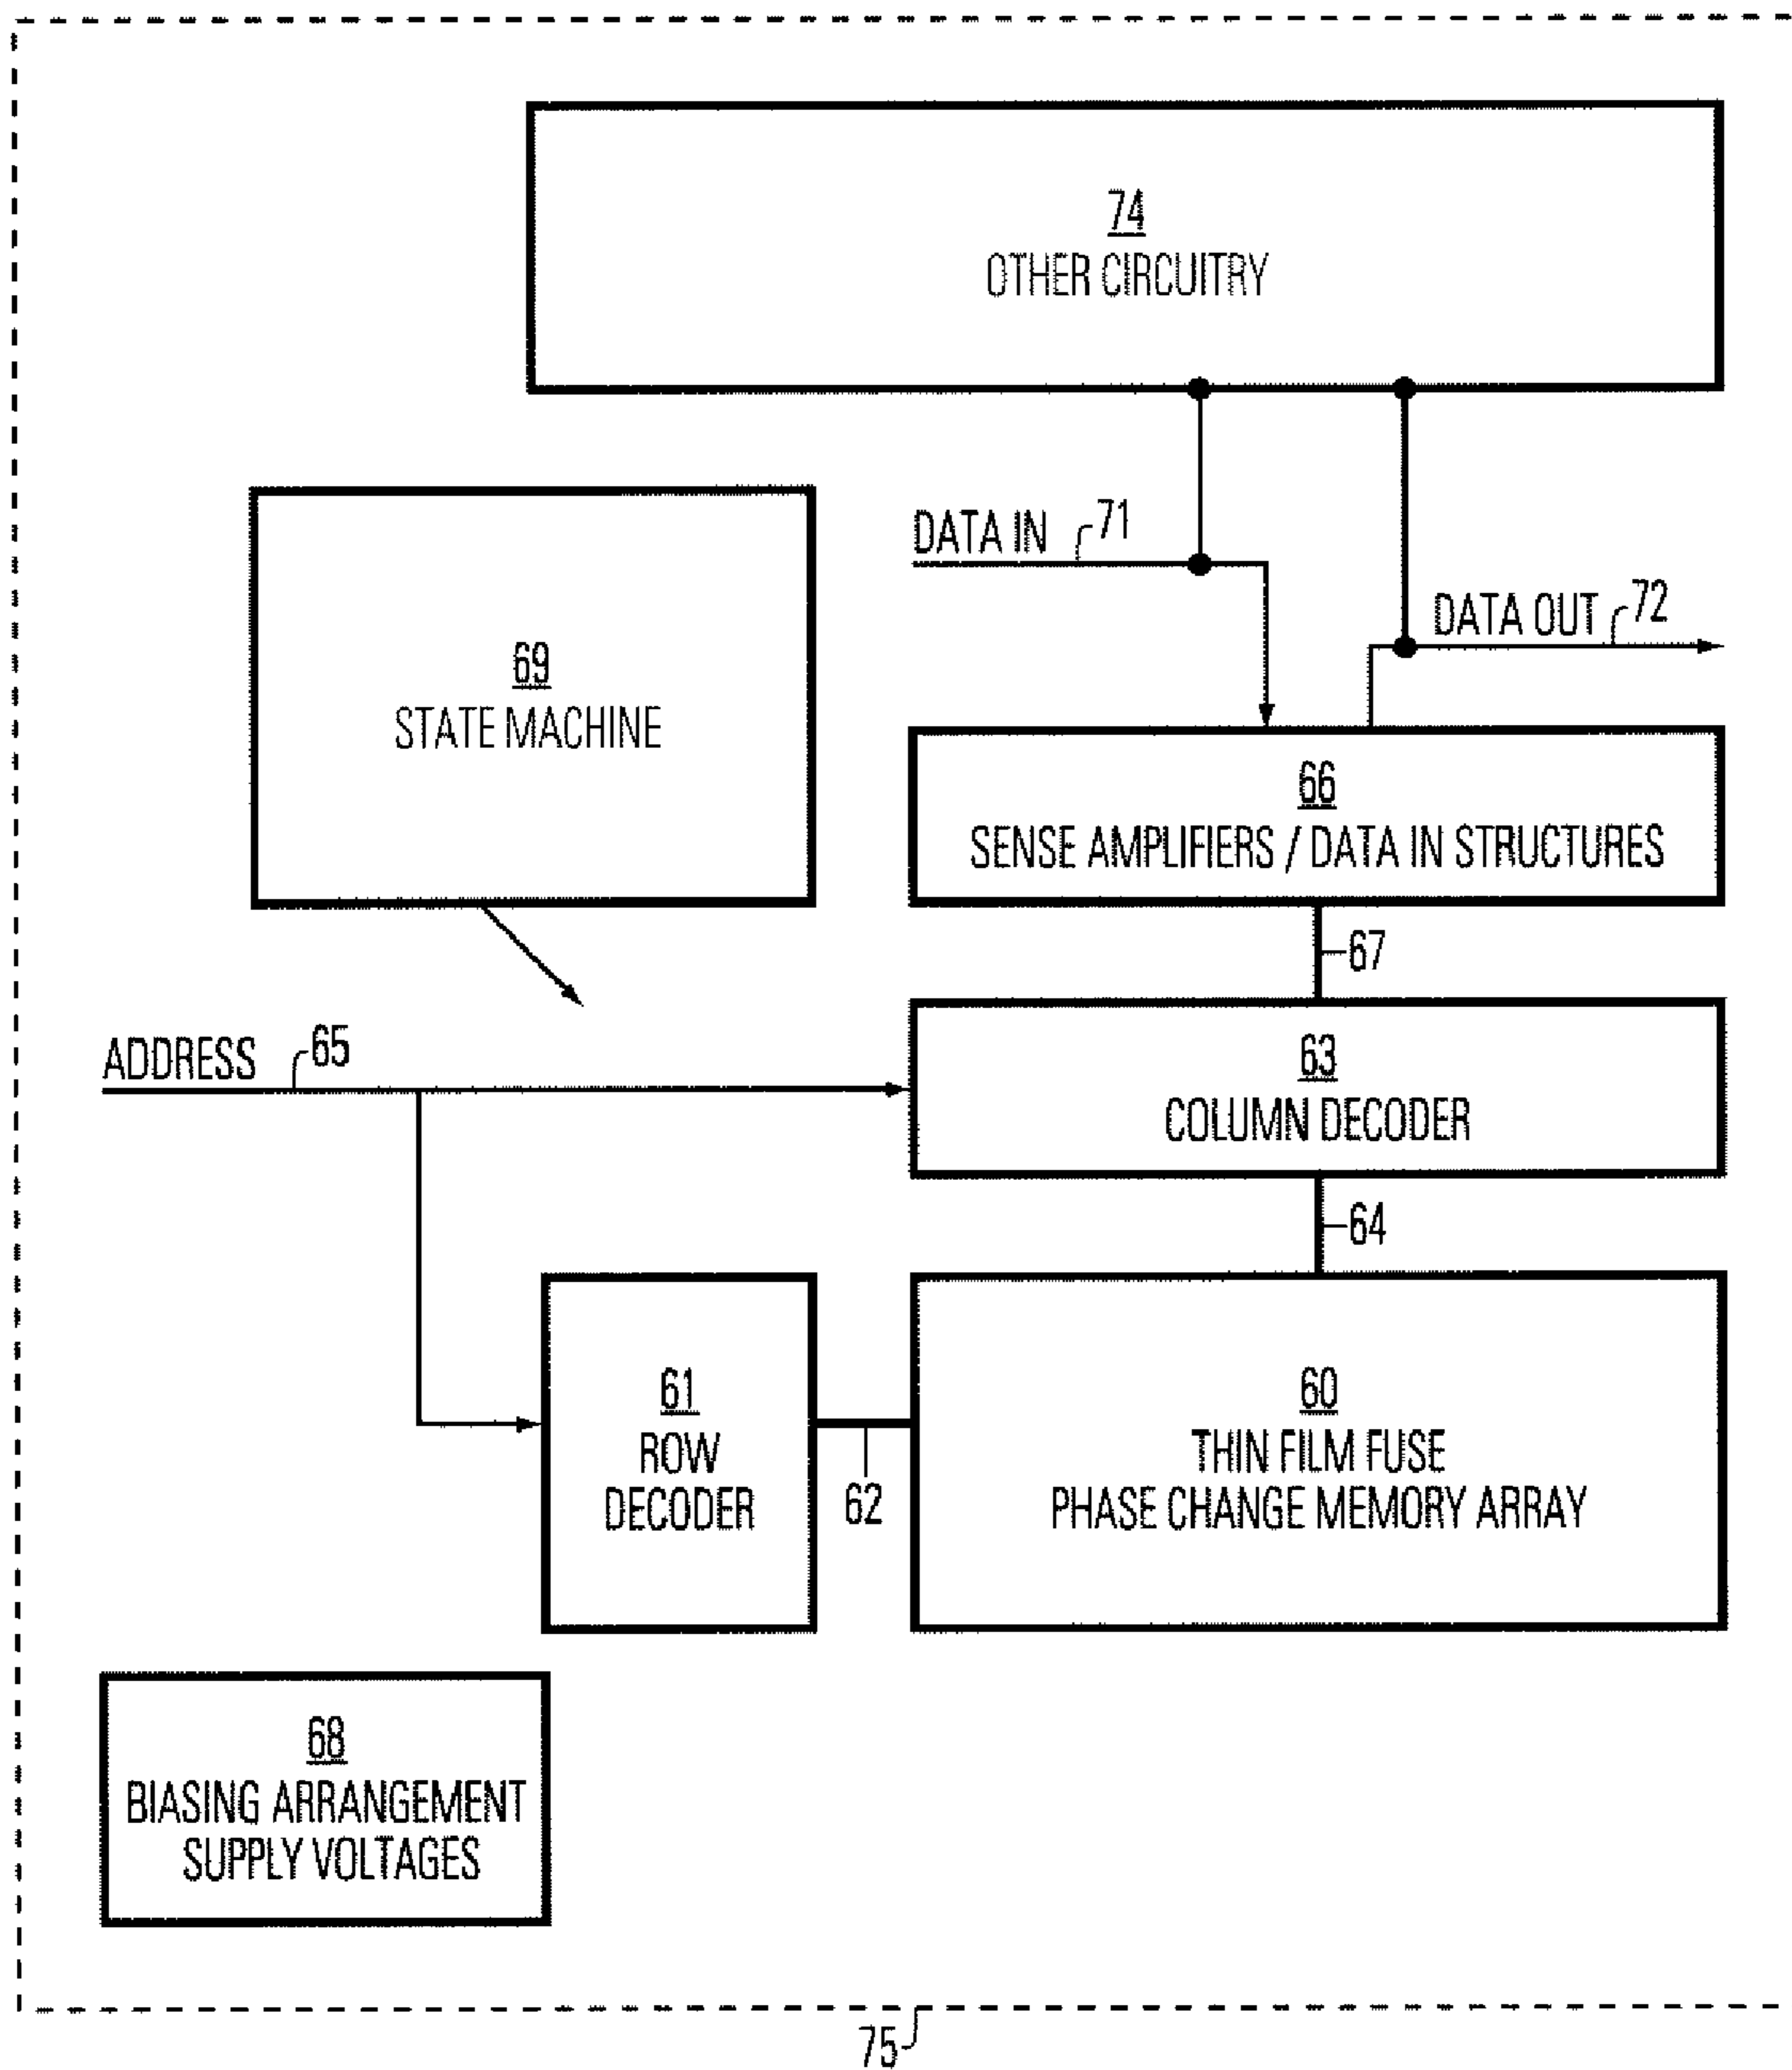 74
OTHER CIRCUITRY
DATA IN
71
DATA OUT
72
69
STATE MACHINE
66
SENSE AMPLIFIERS / DATA IN STRUCTURES
67
ADDRESS
65
63
COLUMN DECODER
64
61
ROW
DECODER
62
60
THIN FILM FUSE
PHASE CHANGE MEMORY ARRAY
68
BIASING ARRANGEMENT
SUPPLY VOLTAGES
75